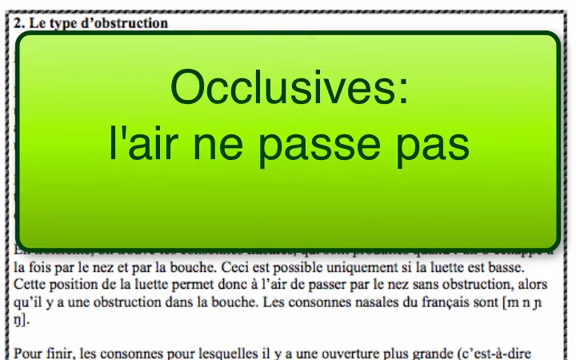 2. Le type d'obstruction
Occlusives:
l'air ne passe pas
la fois par le nez et par la bouche. Ceci est possible uniquement si la luette est basse.
Cette position de la luette permet donc à l'air de passer par le nez sans obstruction, alors
qu'il y a une obstruction dans la bouche. Les consonnes nasales du français sont [m n ɲ
ŋ].
Pour finir, les consonnes pour lesquelles il y a une ouverture plus grande (c'est-à-dire